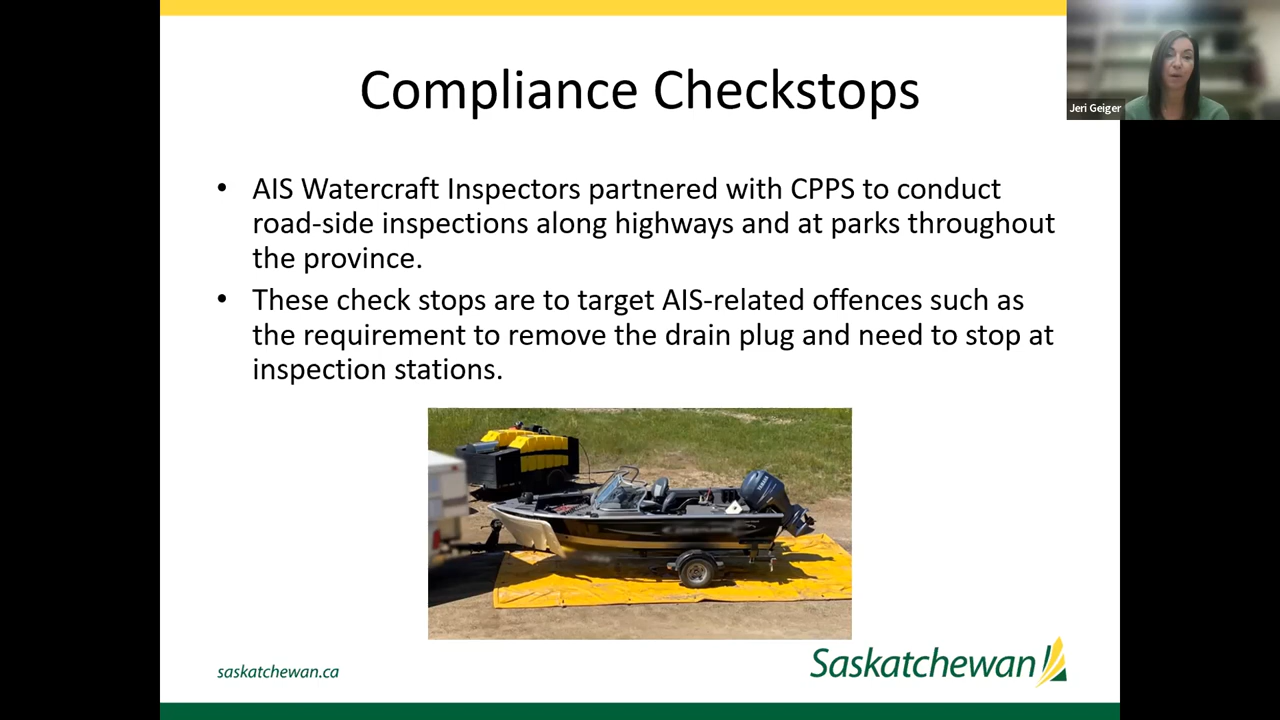 Compliance Checkstops
Jeri Geiger
• AIS Watercraft Inspectors partnered with CPPS to conduct
road-side inspections along highways and at parks throughout
the province.
• These check stops are to target AIS-related offences such as
the requirement to remove the drain plug and need to stop at
inspection stations.
YAMAHA
saskatchewan.ca
Saskatchewan